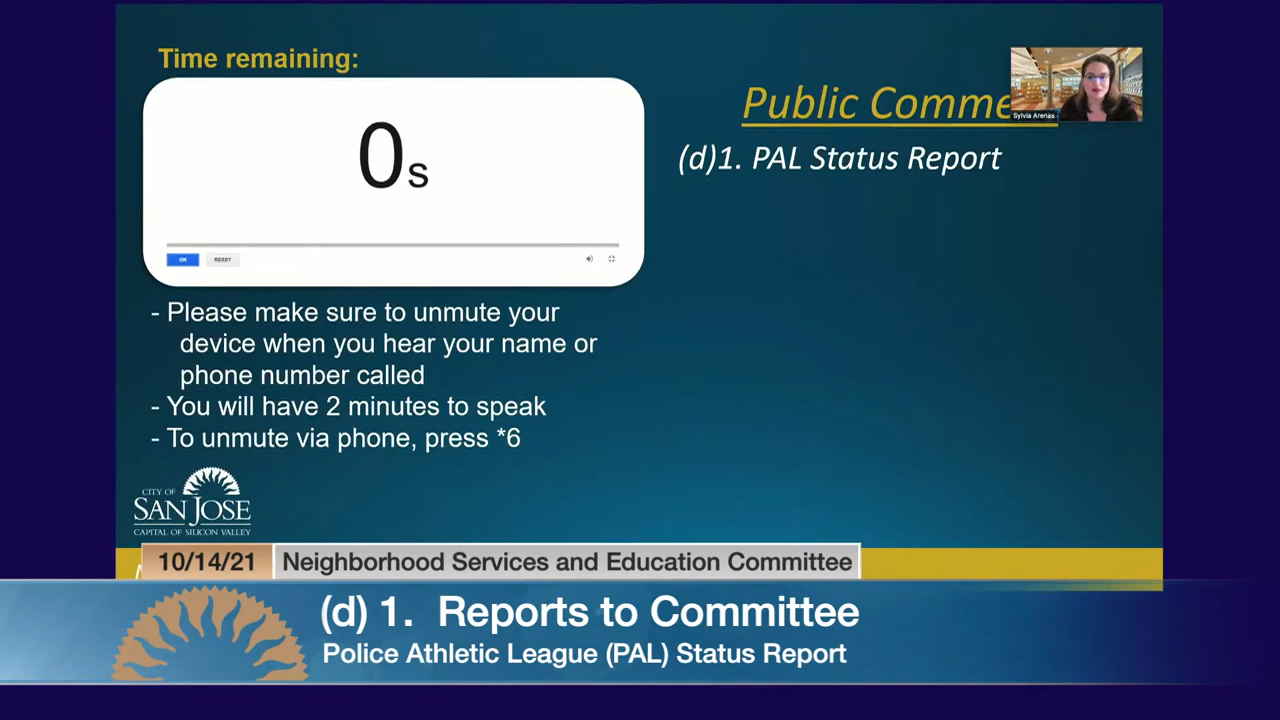 Time remaining:
0s
OK
RESET
Public Comme
Sylvia Arenas
(d)1. PAL Status Report
- Please make sure to unmute your
device when you hear your name or
phone number called
- You will have 2 minutes to speak
- To unmute via phone, press *6
CITY OF
SAN JOSE
CAPITAL OF SILICON VALLEY
10/14/21
Neighborhood Services and Education Committee
(d) 1. Reports to Committee
Police Athletic League (PAL) Status Report